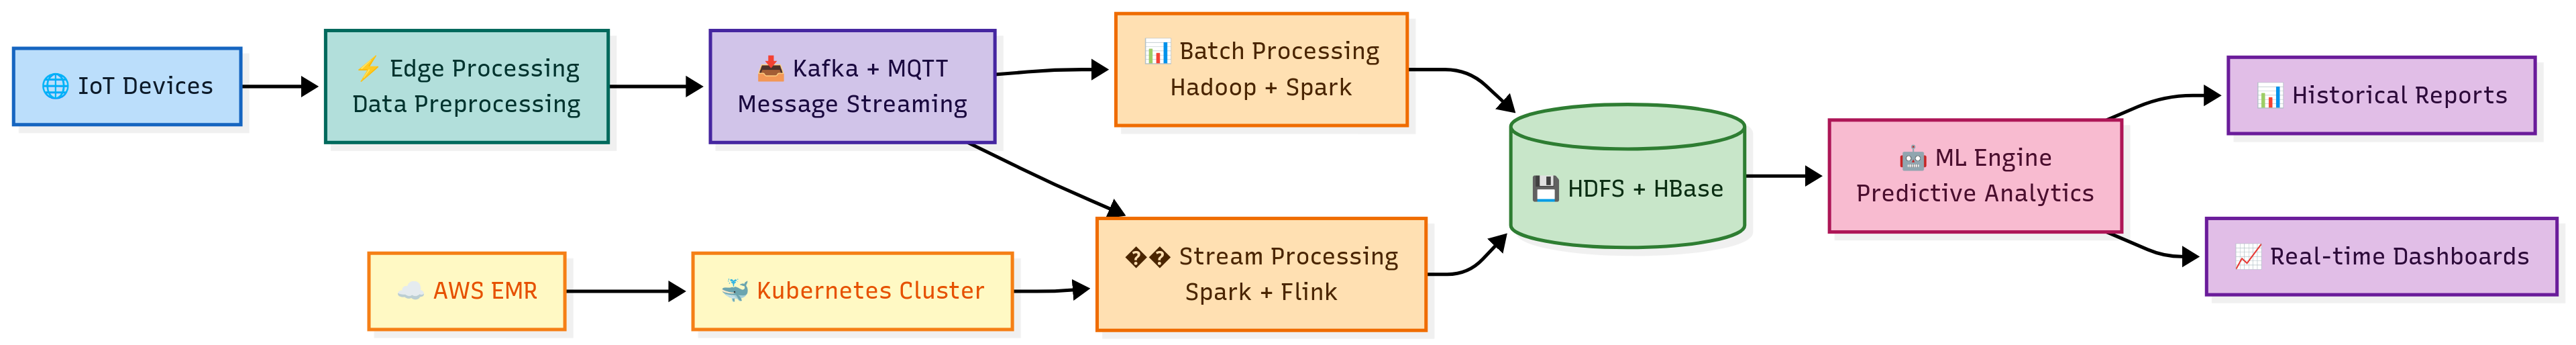 🌐 IoT Devices
⚡ Edge Processing
Data Preprocessing
📥 Kafka + MQTT
Message Streaming
📊 Batch Processing
Hadoop + Spark
☁️ AWS EMR
🐳 Kubernetes Cluster
�� Stream Processing
Spark + Flink
💾 HDFS + HBase
🤖 ML Engine
Predictive Analytics
📊 Historical Reports
📈 Real-time Dashboards